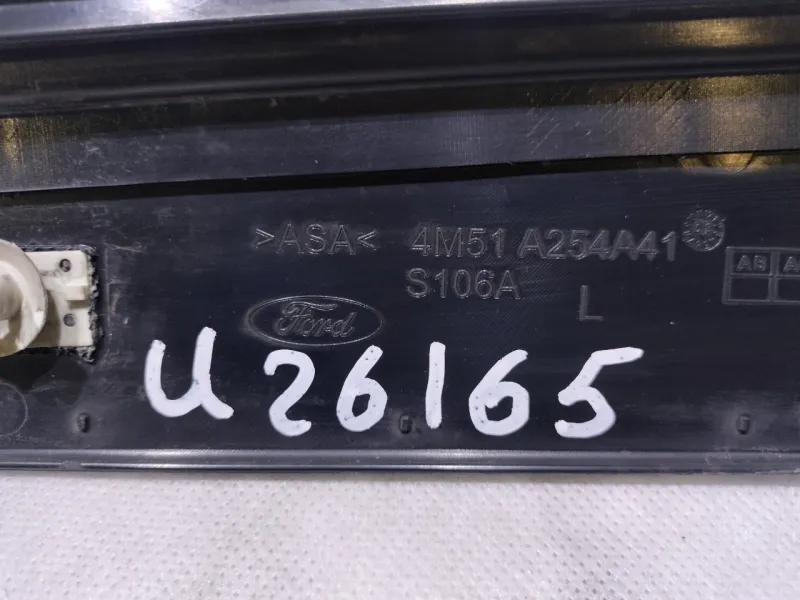 >ASA< 4M51 A254A41
S106A
L
Ford
AB
U26165